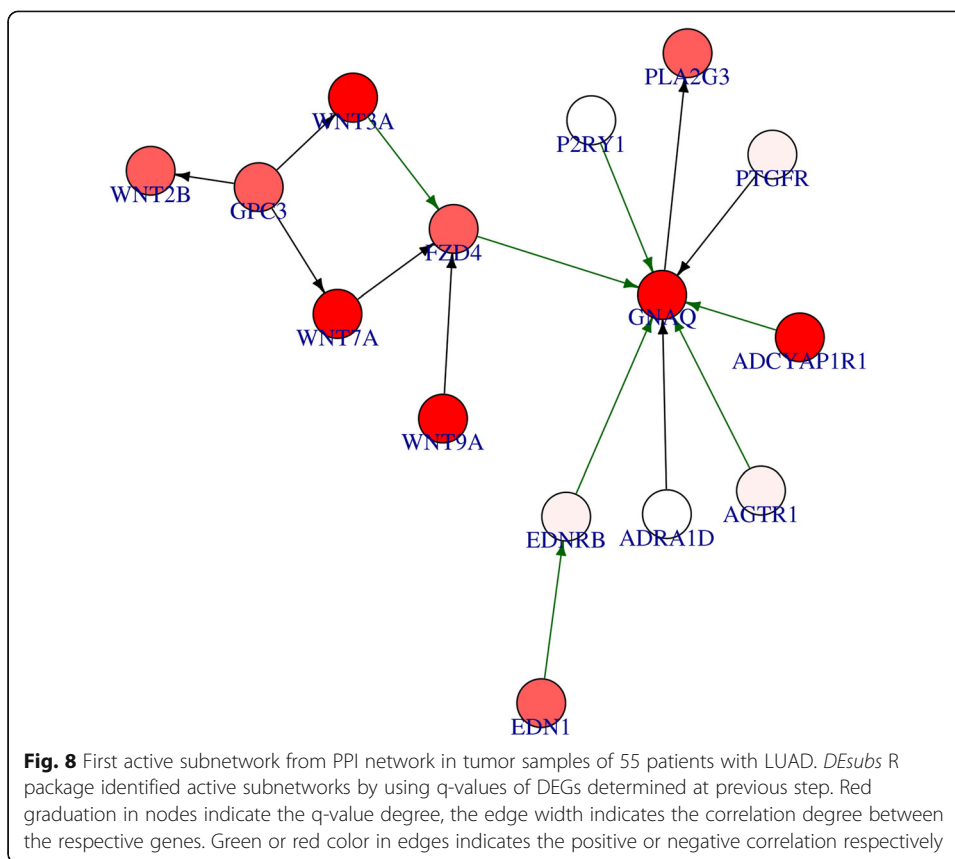 PLA2G3
P2RY1
WNT3A
PTGFR
WNT2B
GPC3
FZD4
GNAQ
WNT7A
ADCYAP1R1
WNT9A
AGTR1
EDNRB
ADRA1D
EDN1
Fig. 8 First active subnetwork from PPI network in tumor samples of 55 patients with LUAD. DEsubs R
package identified active subnetworks by using q-values of DEGs determined at previous step. Red
graduation in nodes indicate the q-value degree, the edge width indicates the correlation degree between
the respective genes. Green or red color in edges indicates the positive or negative correlation respectively